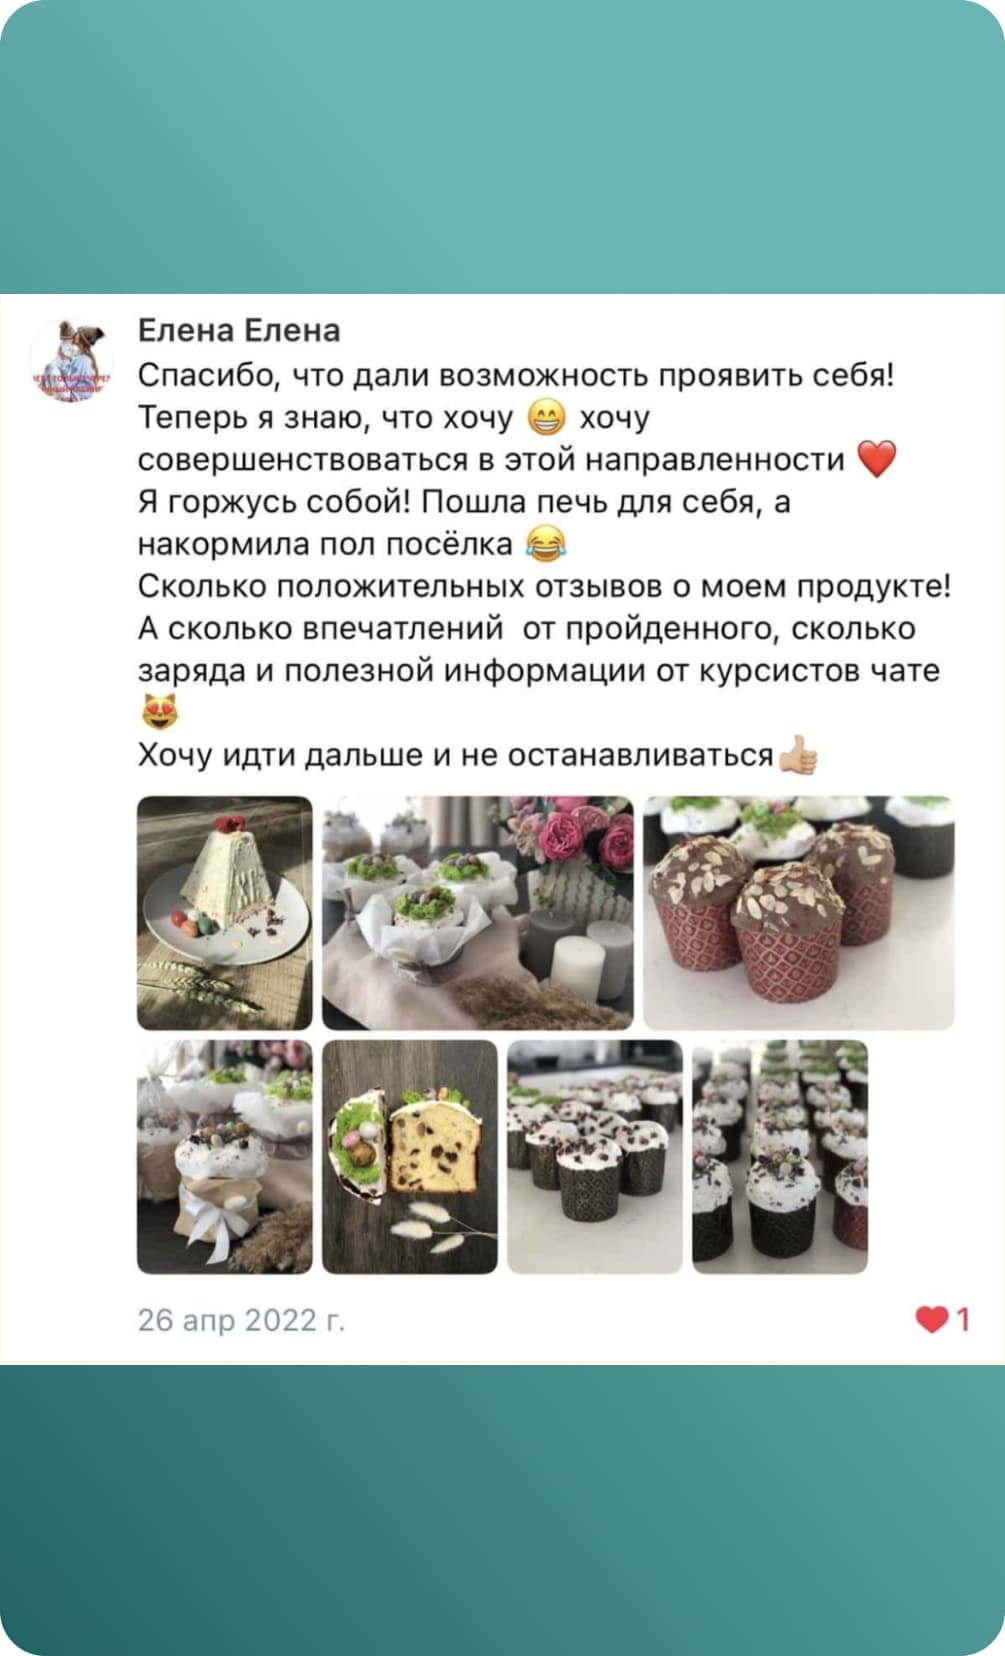 Елена Елена
Спасибо, что дали возможность проявить себя!
Теперь я знаю, что хочу 😁 хочу
совершенствоваться в этой направленности ❤️
Я горжусь собой! Пошла печь для себя, а
накормила пол посёлка 😂
Сколько положительных отзывов о моем продукте!
А сколько впечатлений  от пройденного, сколько
заряда и полезной информации от курсистов чате
😻
Хочу идти дальше и не останавливаться👍🏼
ХВ
26 апр 2022 г.
1